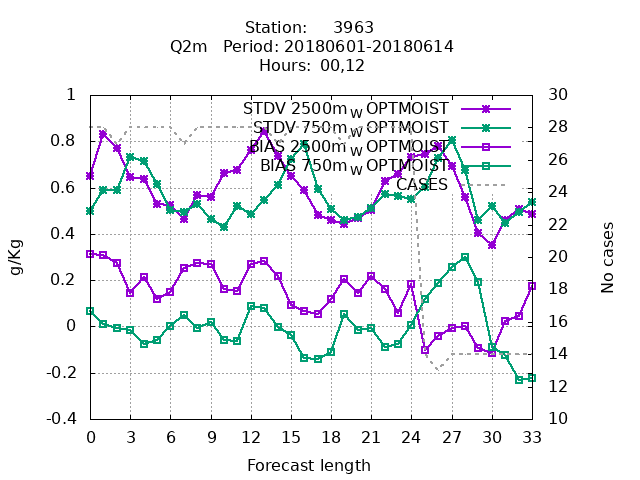 Station: 3963
Q2m Period: 20180601-20180614
Hours: 00,12
STDV 2500m_W OPTMOIST
STDV 750m_W OPTMOIST
BIAS 2500m_W OPTMOIST
BIAS 750m_W OPTMOIST
CASES
1
0.8
0.6
0.4
0.2
0
-0.2
-0.4
g/Kg
30
28
26
24
22
20
18
16
14
12
10
No cases
0 3 6 9 12 15 18 21 24 27 30 33
Forecast length